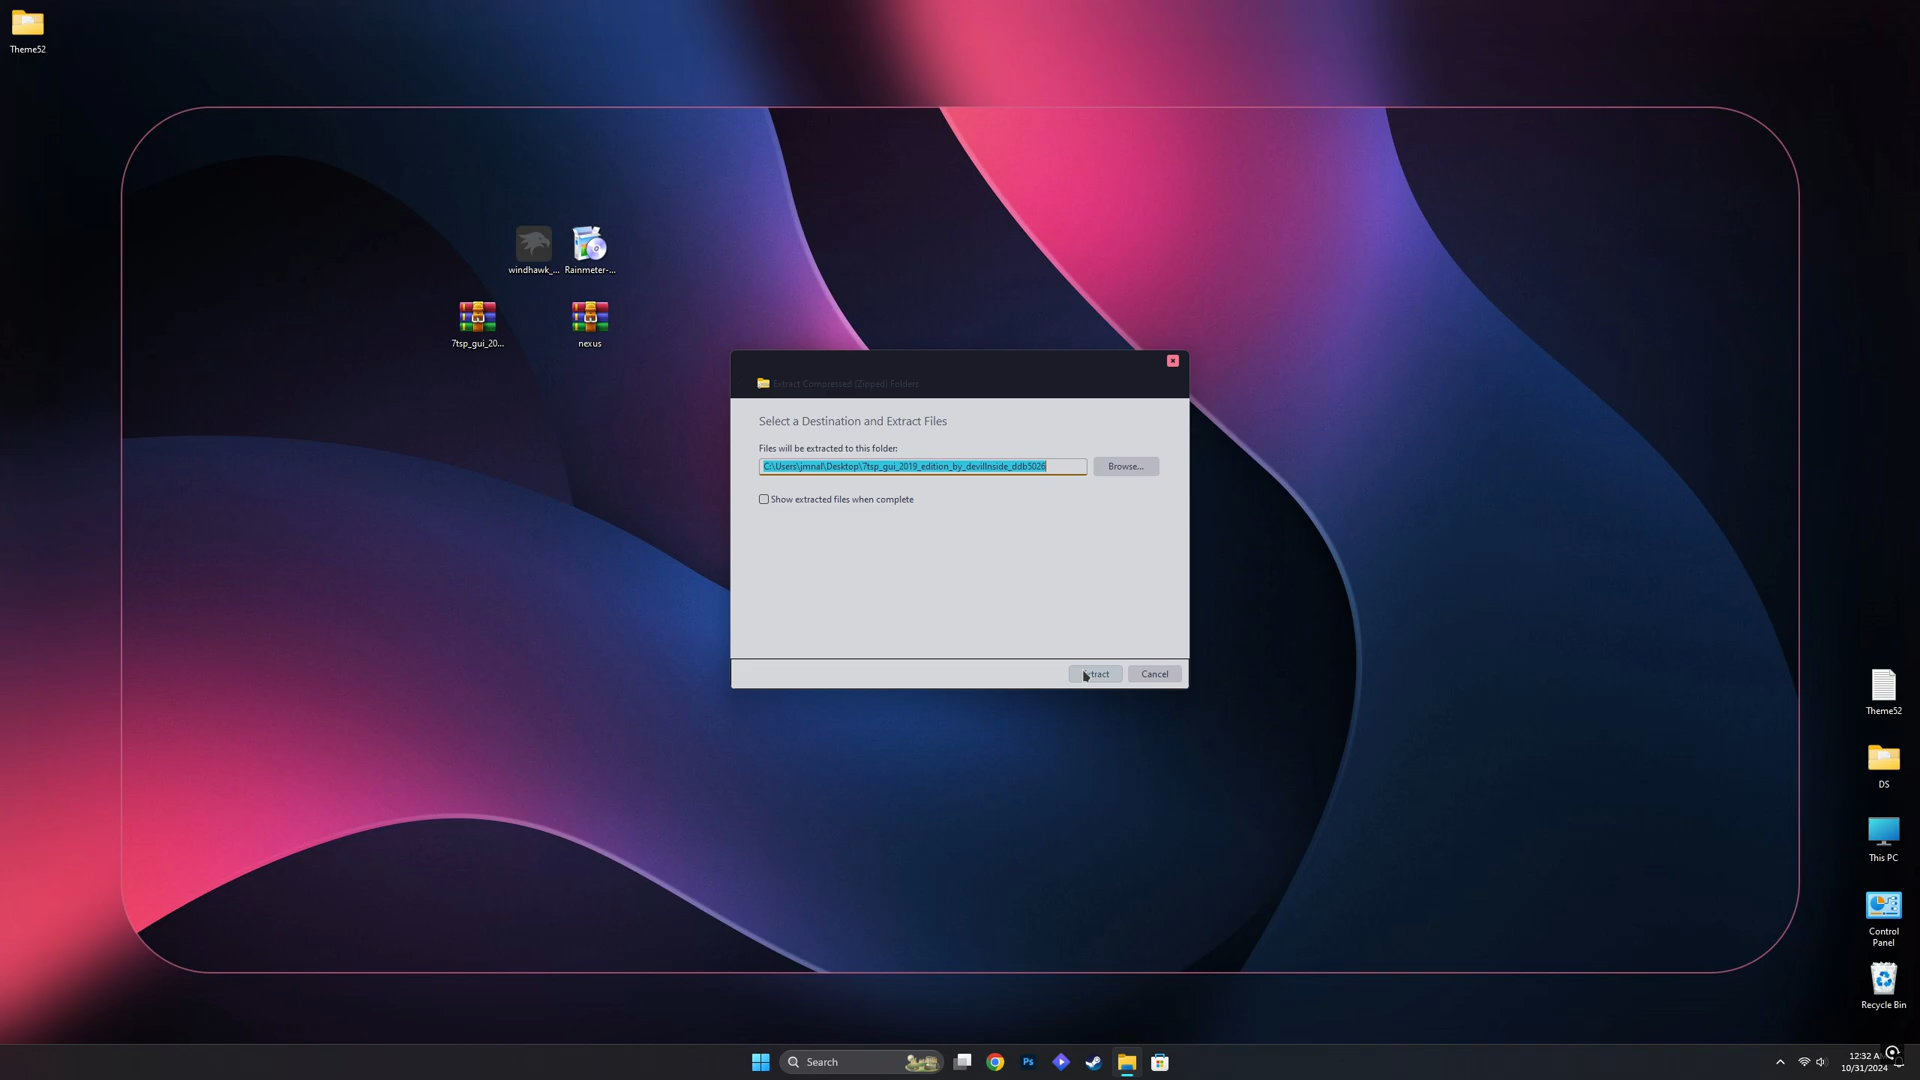 Theme52
windhawk_...
Rainmeter-...
7tsp_gui_20...
nexus
Extract Compressed (Zipped) Folders
Select a Destination and Extract Files
Files will be extracted to this folder:
C:\Users\jmnal\Desktop\7tsp_gui_2019_edition_by_devillnside_ddb5026
Browse...
Show extracted files when complete
Cancel
Theme52
DS
This PC
Control
Panel
Recycle Bin
Search
Ps
12:32
10/31/2024